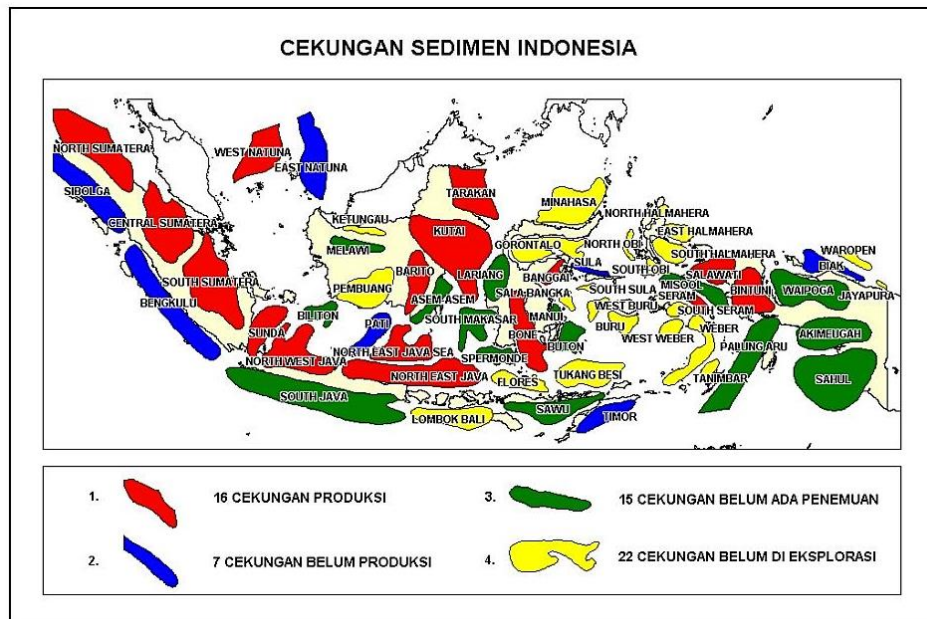 CEKUNGAN SEDIMEN INDONESIA
NORTH SUMATERA
WEST NATUNA
EAST NATUNA
SIBOLGA
TARAKAN
MINAHASA
CENTRAL SUMATERA
KETUNGAU
KUTAI
NORTH HALMAHERA
EAST HALMAHERA
MELAWI
GORONTALO
NORTH OBI
SOUTH HALMAHERA
WAROPEN
SOUTH SUMATERA
BARITO
LARIANG
BANGGAI
SULA
SOUTH OBI
SALAWATI
BIAK
BENGKULU
PEMBUANG
ASEM-ASEM
SALA BANGKA
SOUTH SULA
MISOOL
BINTUNI
WAIPOGA
JAYAPURA
BILITON
SOUTH MAKASAR
MANUI
WEST BURU
SERAM
SOUTH SERAM
SUNDA
PATI
BONE
BURU
WEST WEBER
WEBER
AKIMEUGAH
NORTH WEST JAVA
NORTH EAST JAVA SEA
SPERMONDE
BUTON
PALUNG ARU
SOUTH JAVA
NORTH EAST JAVA
FLORES
TUKANG BESI
TANIMBAR
SAHUL
LOMBOK BALI
SAWU
TIMOR
1. 16 CEKUNGAN PRODUKSI
2. 7 CEKUNGAN BELUM PRODUKSI
3. 15 CEKUNGAN BELUM ADA PENEMUAN
4. 22 CEKUNGAN BELUM DI EKSPLORASI